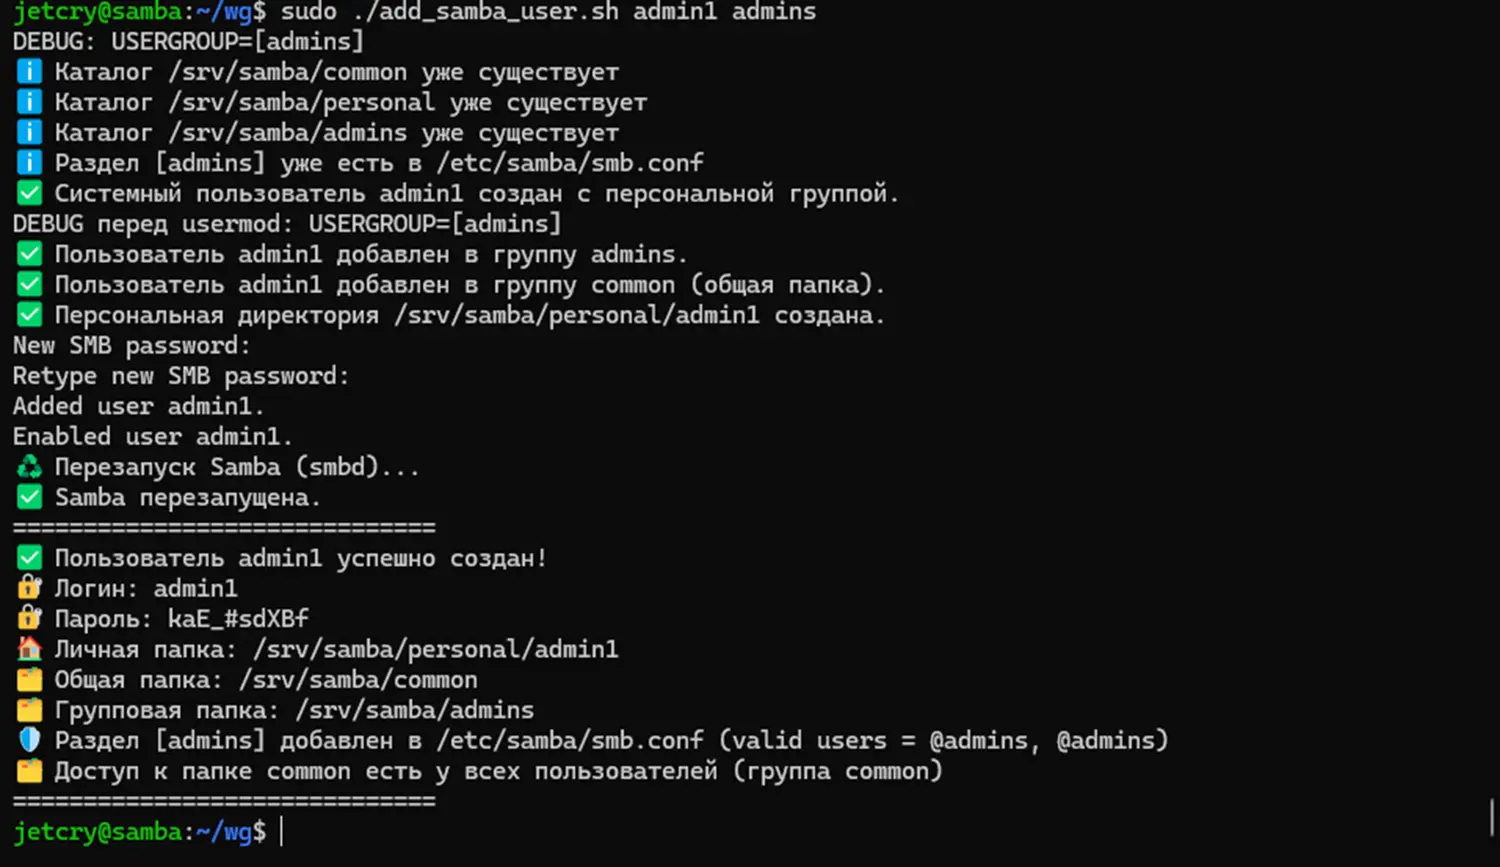 jetcry@samba:~/wg$ sudo ./add_samba_user.sh admin1 admins
DEBUG: USERGROUP=[admins]
ℹ️ Каталог /srv/samba/common уже существует
ℹ️ Каталог /srv/samba/personal уже существует
ℹ️ Каталог /srv/samba/admins уже существует
ℹ️ Раздел [admins] уже есть в /etc/samba/smb.conf
✅ Системный пользователь admin1 создан с персональной группой.
DEBUG перед usermod: USERGROUP=[admins]
✅ Пользователь admin1 добавлен в группу admins.
✅ Пользователь admin1 добавлен в группу common (общая папка).
✅ Персональная директория /srv/samba/personal/admin1 создана.
New SMB password:
Retype new SMB password:
Added user admin1.
Enabled user admin1.
♻️ Перезапуск Samba (smbd)...
✅ Samba перезапущена.
==============================
✅ Пользователь admin1 успешно создан!
🔐 Логин: admin1
🔐 Пароль: kaE_#sdXBf
🏠 Личная папка: /srv/samba/personal/admin1
🗂️ Общая папка: /srv/samba/common
🗂️ Групповая папка: /srv/samba/admins
🛡️ Раздел [admins] добавлен в /etc/samba/smb.conf (valid users = @admins, @admins)
🗂️ Доступ к папке common есть у всех пользователей (группа common)
==============================
jetcry@samba:~/wg$